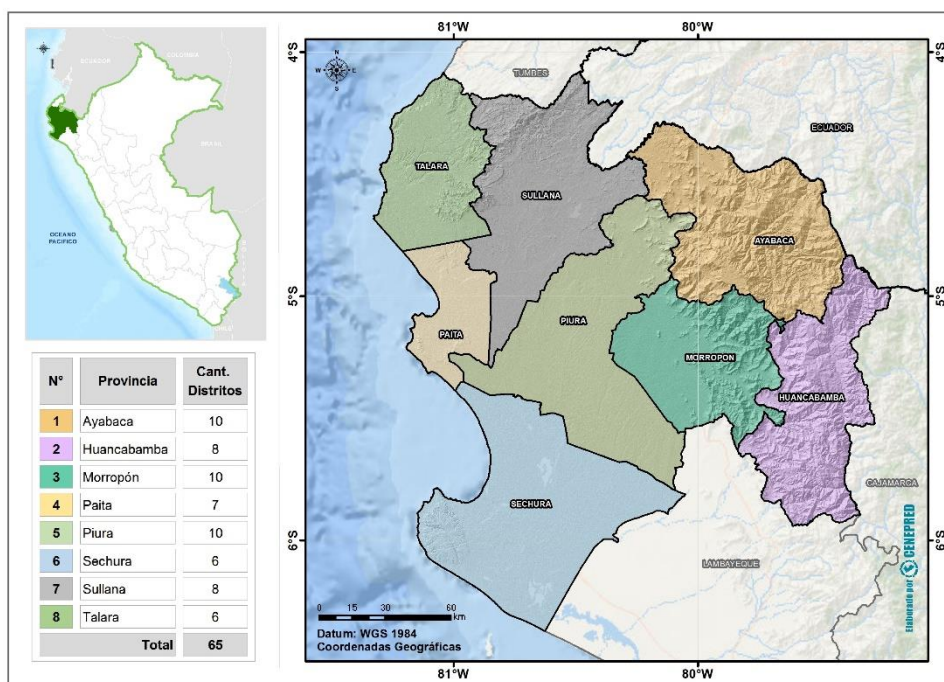 ECUADOR
COLOMBIA
BRASIL
OCEANO
PACIFICO
CHILE
N° Provincia Cant. Distritos
1 Ayabaca 10
2 Huancabamba 8
3 Morropón 10
4 Paita 7
5 Piura 10
6 Sechura 6
7 Sullana 8
8 Talara 6
Total 65
81°W 80°W
4°S 4°S
N
W E
S
TUMBES
ECUADOR
TALARA
SULLANA
AYABACA
5°S 5°S
PAITA
PIURA
MORROPON
HUANCABAMBA
SECHURA
CAJAMARCA
6°S 6°S
LAMBAYEQUE
0 15 30 60
km
Datum: WGS 1984
Coordenadas Geográficas
Elaborado por CENEPRED
81°W 80°W